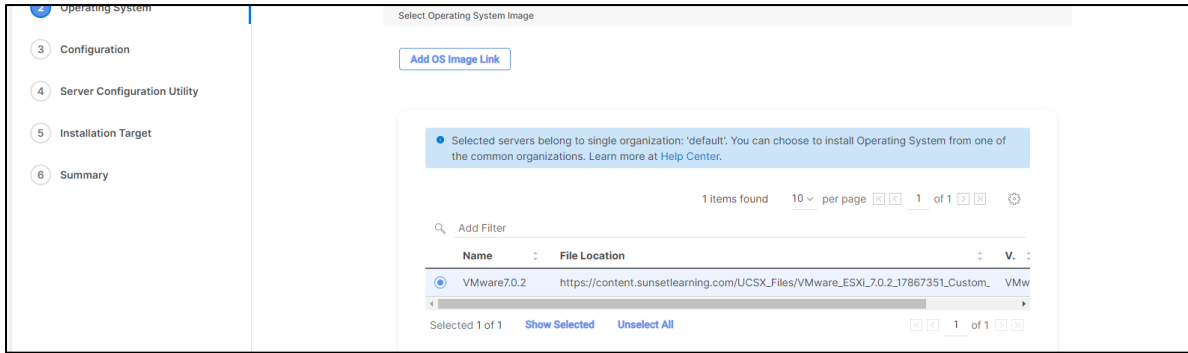 2 Operating System
Select Operating System Image
Add OS Image Link
3 Configuration
4 Server Configuration Utility
5 Installation Target
6 Summary
Selected servers belong to single organization: 'default'. You can choose to install Operating System from one of
the common organizations. Learn more at Help Center.
1 items found 10 per page 1 of 1
Add Filter
Name File Location V.
VMware7.0.2 https://content.sunsetlearning.com/UCSX_Files/VMware_ESXi_7.0.2_17867351_Custom_ VMw
Selected 1 of 1 Show Selected Unselect All 1 of 1